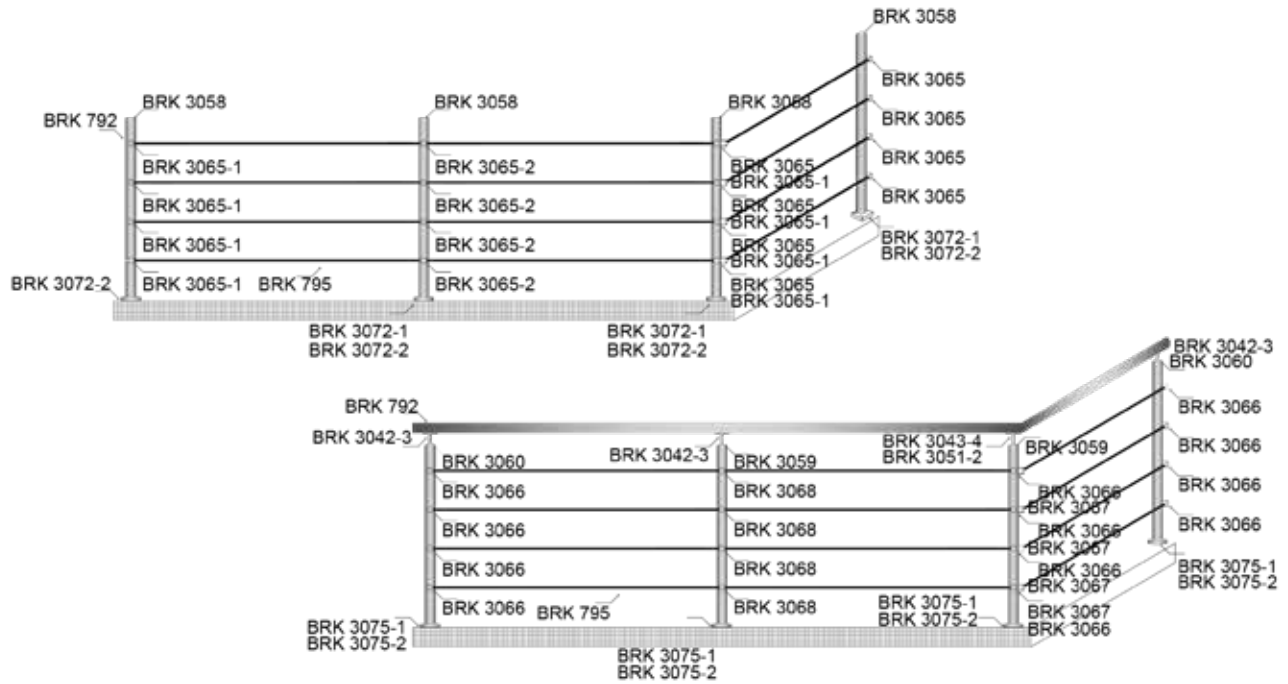 BRK 3058
BRK 3065
BRK 3065
BRK 3065
BRK 3065
BRK 3072-1
BRK 3072-2
BRK 3058
BRK 3058
BRK 3058
BRK 792
BRK 3065-1
BRK 3065-2
BRK 3065
BRK 3065-1
BRK 3065-1
BRK 3065-2
BRK 3065
BRK 3065-1
BRK 3065-1
BRK 3065-2
BRK 3065
BRK 3065-1
BRK 3072-2
BRK 3065-1
BRK 795
BRK 3065-2
BRK 3065
BRK 3065-1
BRK 3072-1
BRK 3072-2
BRK 3072-1
BRK 3072-2
BRK 3042-3
BRK 3060
BRK 3066
BRK 3066
BRK 3066
BRK 3066
BRK 3075-1
BRK 3075-2
BRK 792
BRK 3042-3
BRK 3042-3
BRK 3043-4
BRK 3051-2
BRK 3059
BRK 3060
BRK 3059
BRK 3066
BRK 3068
BRK 3066
BRK 3067
BRK 3066
BRK 3068
BRK 3066
BRK 3067
BRK 3066
BRK 3068
BRK 3066
BRK 3067
BRK 3066
BRK 795
BRK 3068
BRK 3075-1
BRK 3075-2
BRK 3067
BRK 3066
BRK 3075-1
BRK 3075-2
BRK 3075-1
BRK 3075-2